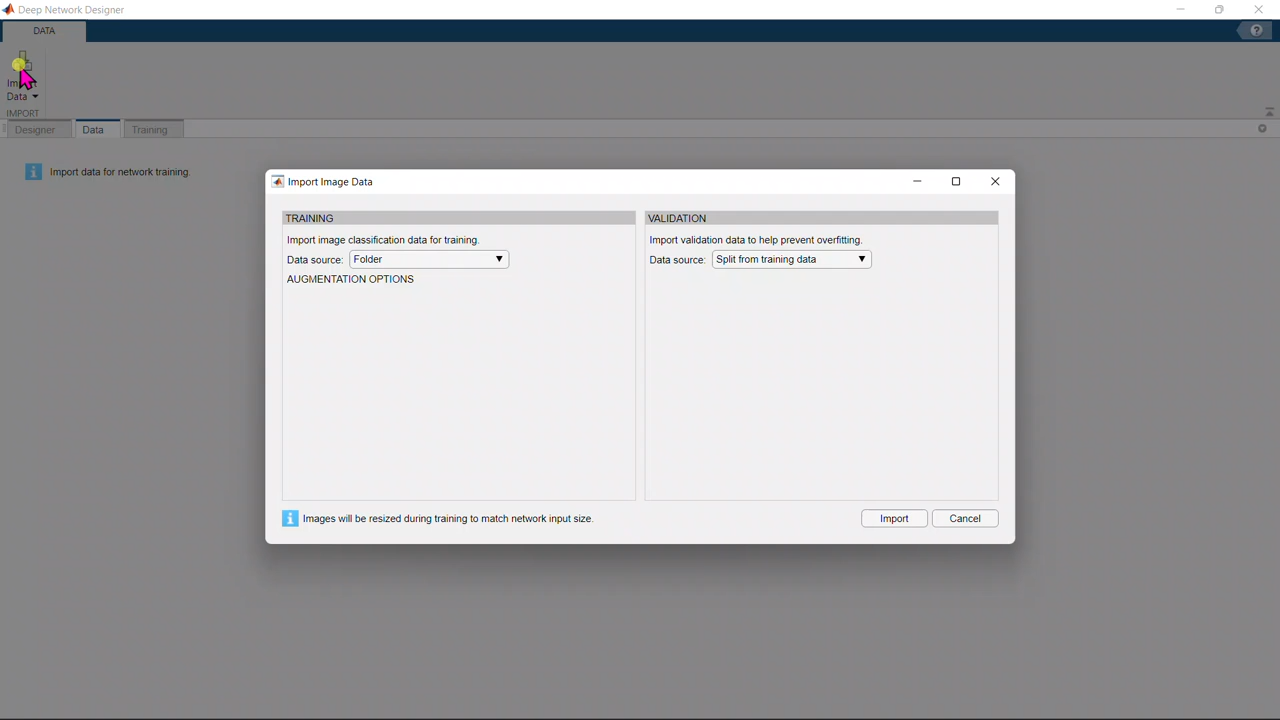 Deep Network Designer
DATA
Import
Data
IMPORT
Designer
Data
Training
Import data for network training.
Import Image Data
TRAINING
Import image classification data for training.
Data source: Folder
AUGMENTATION OPTIONS
VALIDATION
Import validation data to help prevent overfitting.
Data source: Split from training data
Images will be resized during training to match network input size.
Import
Cancel